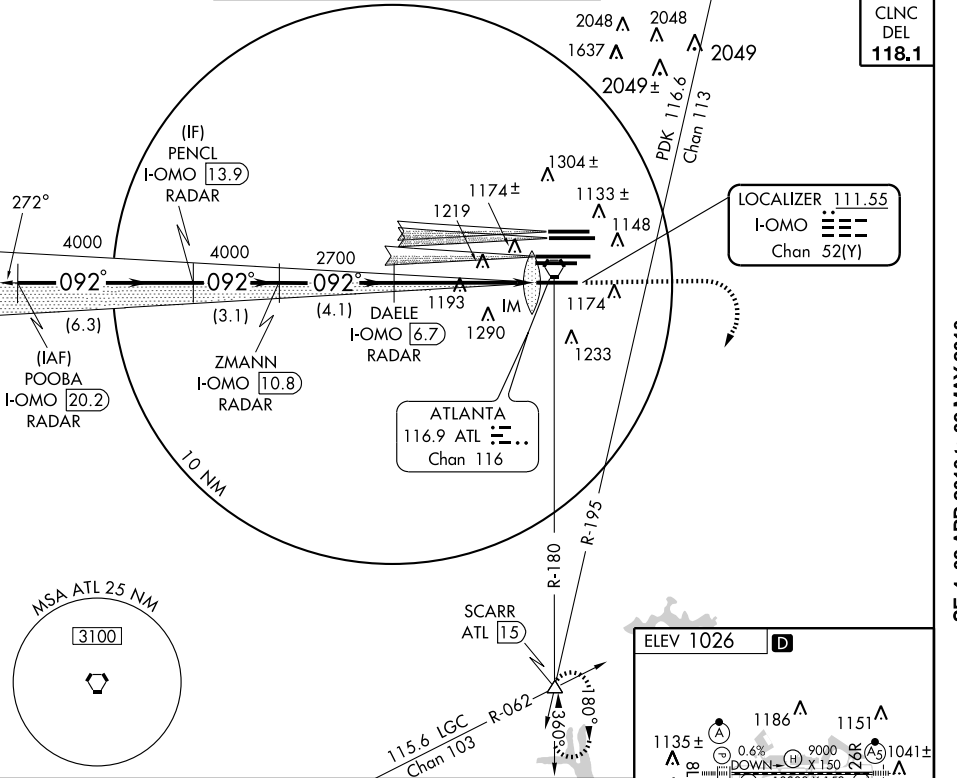 CLNC
DEL
118.1
2048
2048
1637
2049
2049±
PDK 116.6
Chan 113
(IF)
PENCL
I-OMO 13.9
RADAR
1304±
1174±
1133±
1219
1148
LOCALIZER 111.55
I-OMO
Chan 52(Y)
272°
4000
4000
2700
092°
092°
092°
(6.3)
(3.1)
(4.1)
1193
IM
1174
DAELE
I-OMO 6.7
RADAR
1290
1233
(IAF)
POOBA
I-OMO 20.2
RADAR
ZMANN
I-OMO 10.8
RADAR
ATLANTA
116.9 ATL
Chan 116
10 NM
R-195
R-180
MSA ATL 25 NM
3100
SCARR
ATL 15
180°
360°
R-062
115.6 LGC
Chan 103
ELEV 1026
D
1186
1151
1135±
A
P
0.6%
DOWN
H
9000
X 150
26R
A5
1041±
8L